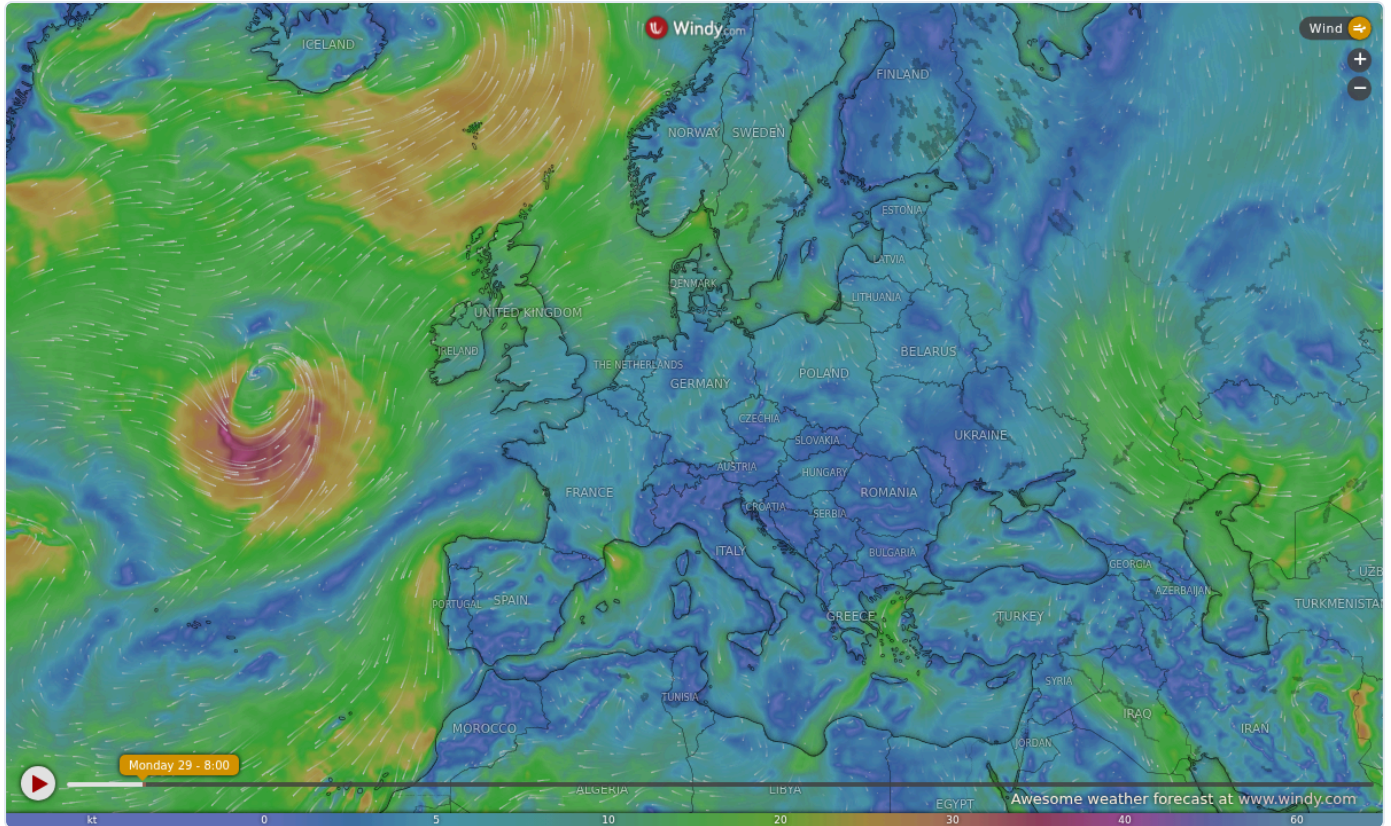 ICELAND
Windy.com
Wind
+
−
FINLAND
NORWAY
SWEDEN
ESTONIA
LATVIA
DENMARK
LITHUANIA
UNITED KINGDOM
IRELAND
BELARUS
THE NETHERLANDS
POLAND
GERMANY
CZECHIA
UKRAINE
SLOVAKIA
AUSTRIA
HUNGARY
FRANCE
ROMANIA
CROATIA
SERBIA
ITALY
BULGARIA
GEORGIA
UZB
AZERBAIJAN
PORTUGAL
SPAIN
TURKMENISTAN
GREECE
TURKEY
SYRIA
TUNISIA
IRAQ
MOROCCO
IRAN
JORDAN
Monday 29 - 8:00
ALGERIA
LIBYA
EGYPT
Awesome weather forecast at www.windy.com
kt 0 5 10 20 30 40 60